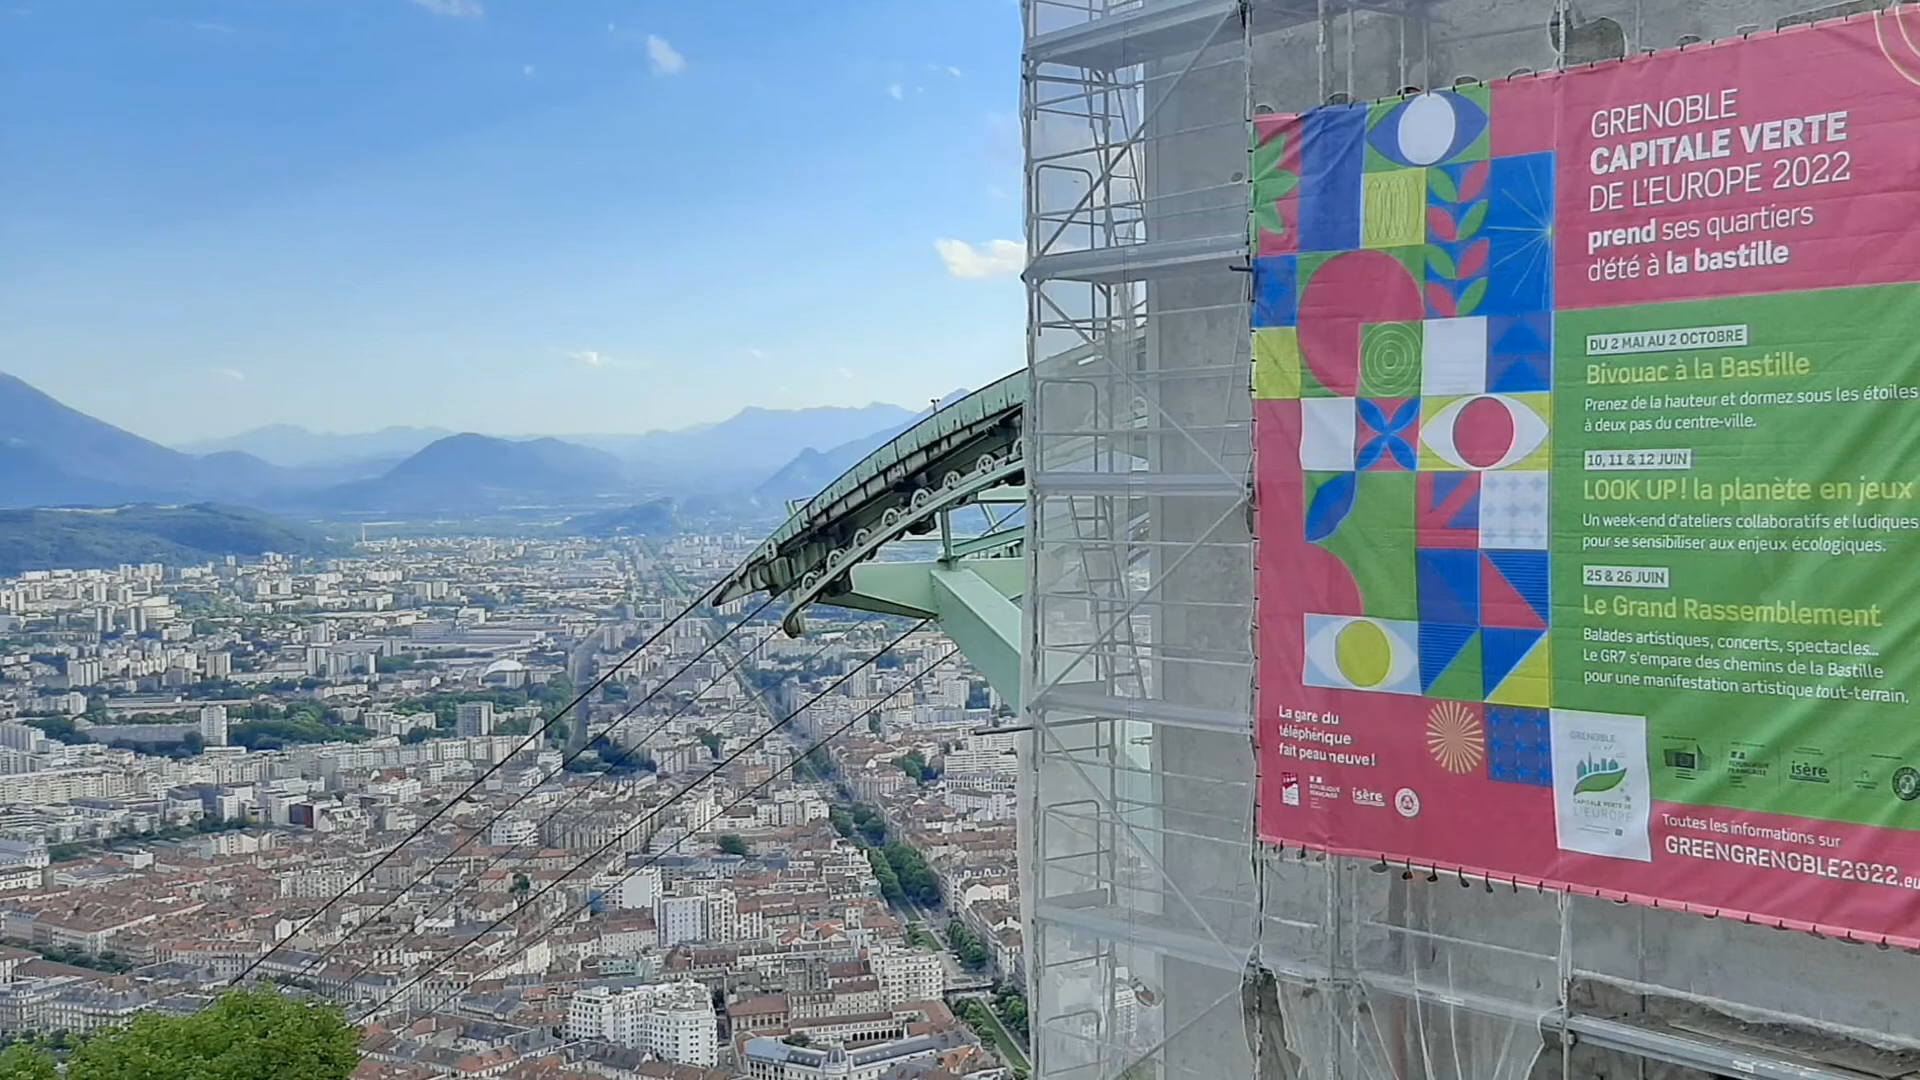 GRENOBLE
CAPITALE VERTE
DE L'EUROPE 2022
prend ses quartiers
d'été à la bastille
DU 2 MAI AU 2 OCTOBRE
Bivouac à la Bastille
Prenez de la hauteur et dormez sous les étoiles
à deux pas du centre-ville.
10, 11 & 12 JUIN
LOOK UP! la planète en jeux
Un week-end d'ateliers collaboratifs et ludiques
pour se sensibiliser aux enjeux écologiques.
25 & 26 JUIN
Le Grand Rassemblement
Balades artistiques, concerts, spectacles...
Le GR7 s'empare des chemins de la Bastille
pour une manifestation artistique tout-terrain.
La gare du
téléphérique
fait peau neuve!
RÉPUBLIQUE
FRANÇAISE
isère
GRENOBLE
CAPITALE VERTE DE
L'EUROPE
RÉPUBLIQUE
FRANÇAISE
isère
Toutes les informations sur
GREENGRENOBLE2022.eu